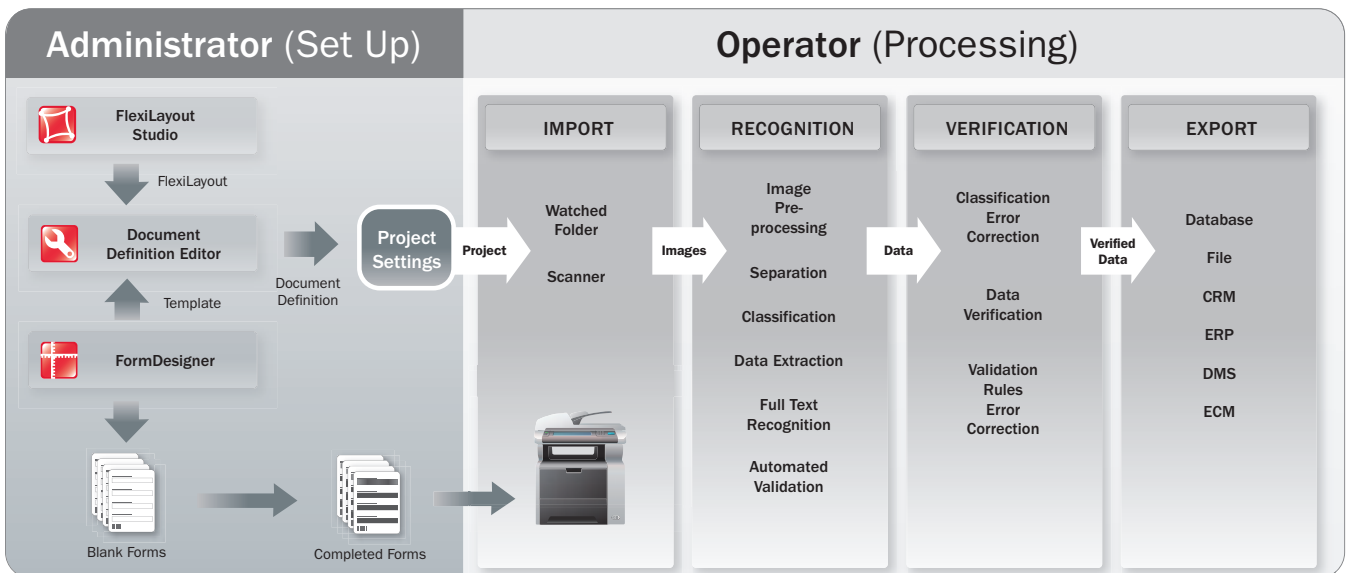 Administrator (Set Up)
FlexiLayout
Studio
FlexiLayout
Document
Definition Editor
Document
Definition
Project
Settings
Template
FormDesigner
Blank Forms
Completed Forms
Operator (Processing)
Project
IMPORT
Watched
Folder
Scanner
Images
RECOGNITION
Image
Pre-
processing
Separation
Classification
Data Extraction
Full Text
Recognition
Automated
Validation
Data
VERIFICATION
Classification
Error
Correction
Data
Verification
Validation
Rules
Error
Correction
Verified
Data
EXPORT
Database
File
CRM
ERP
DMS
ECM